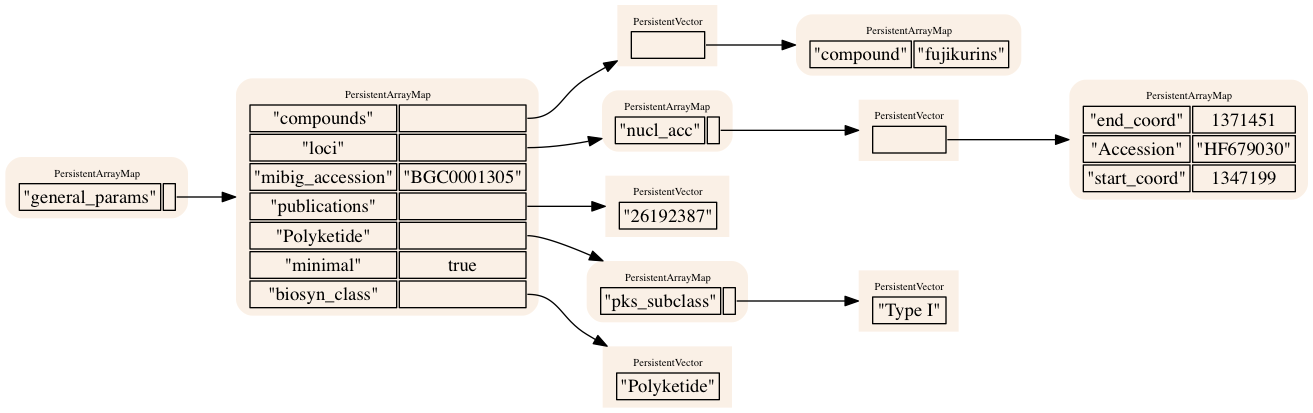 PersistentArrayMap
"general_params"
PersistentArrayMap
"compounds"
"loci"
"mibig_accession" "BGC0001305"
"publications"
"Polyketide"
"minimal" true
"biosyn_class"
PersistentVector
PersistentArrayMap
"compound" "fujikurins"
PersistentArrayMap
"nucl_acc"
PersistentVector
PersistentArrayMap
"end_coord" 1371451
"Accession" "HF679030"
"start_coord" 1347199
PersistentVector
"26192387"
PersistentArrayMap
"pks_subclass"
PersistentVector
"Type I"
PersistentVector
"Polyketide"